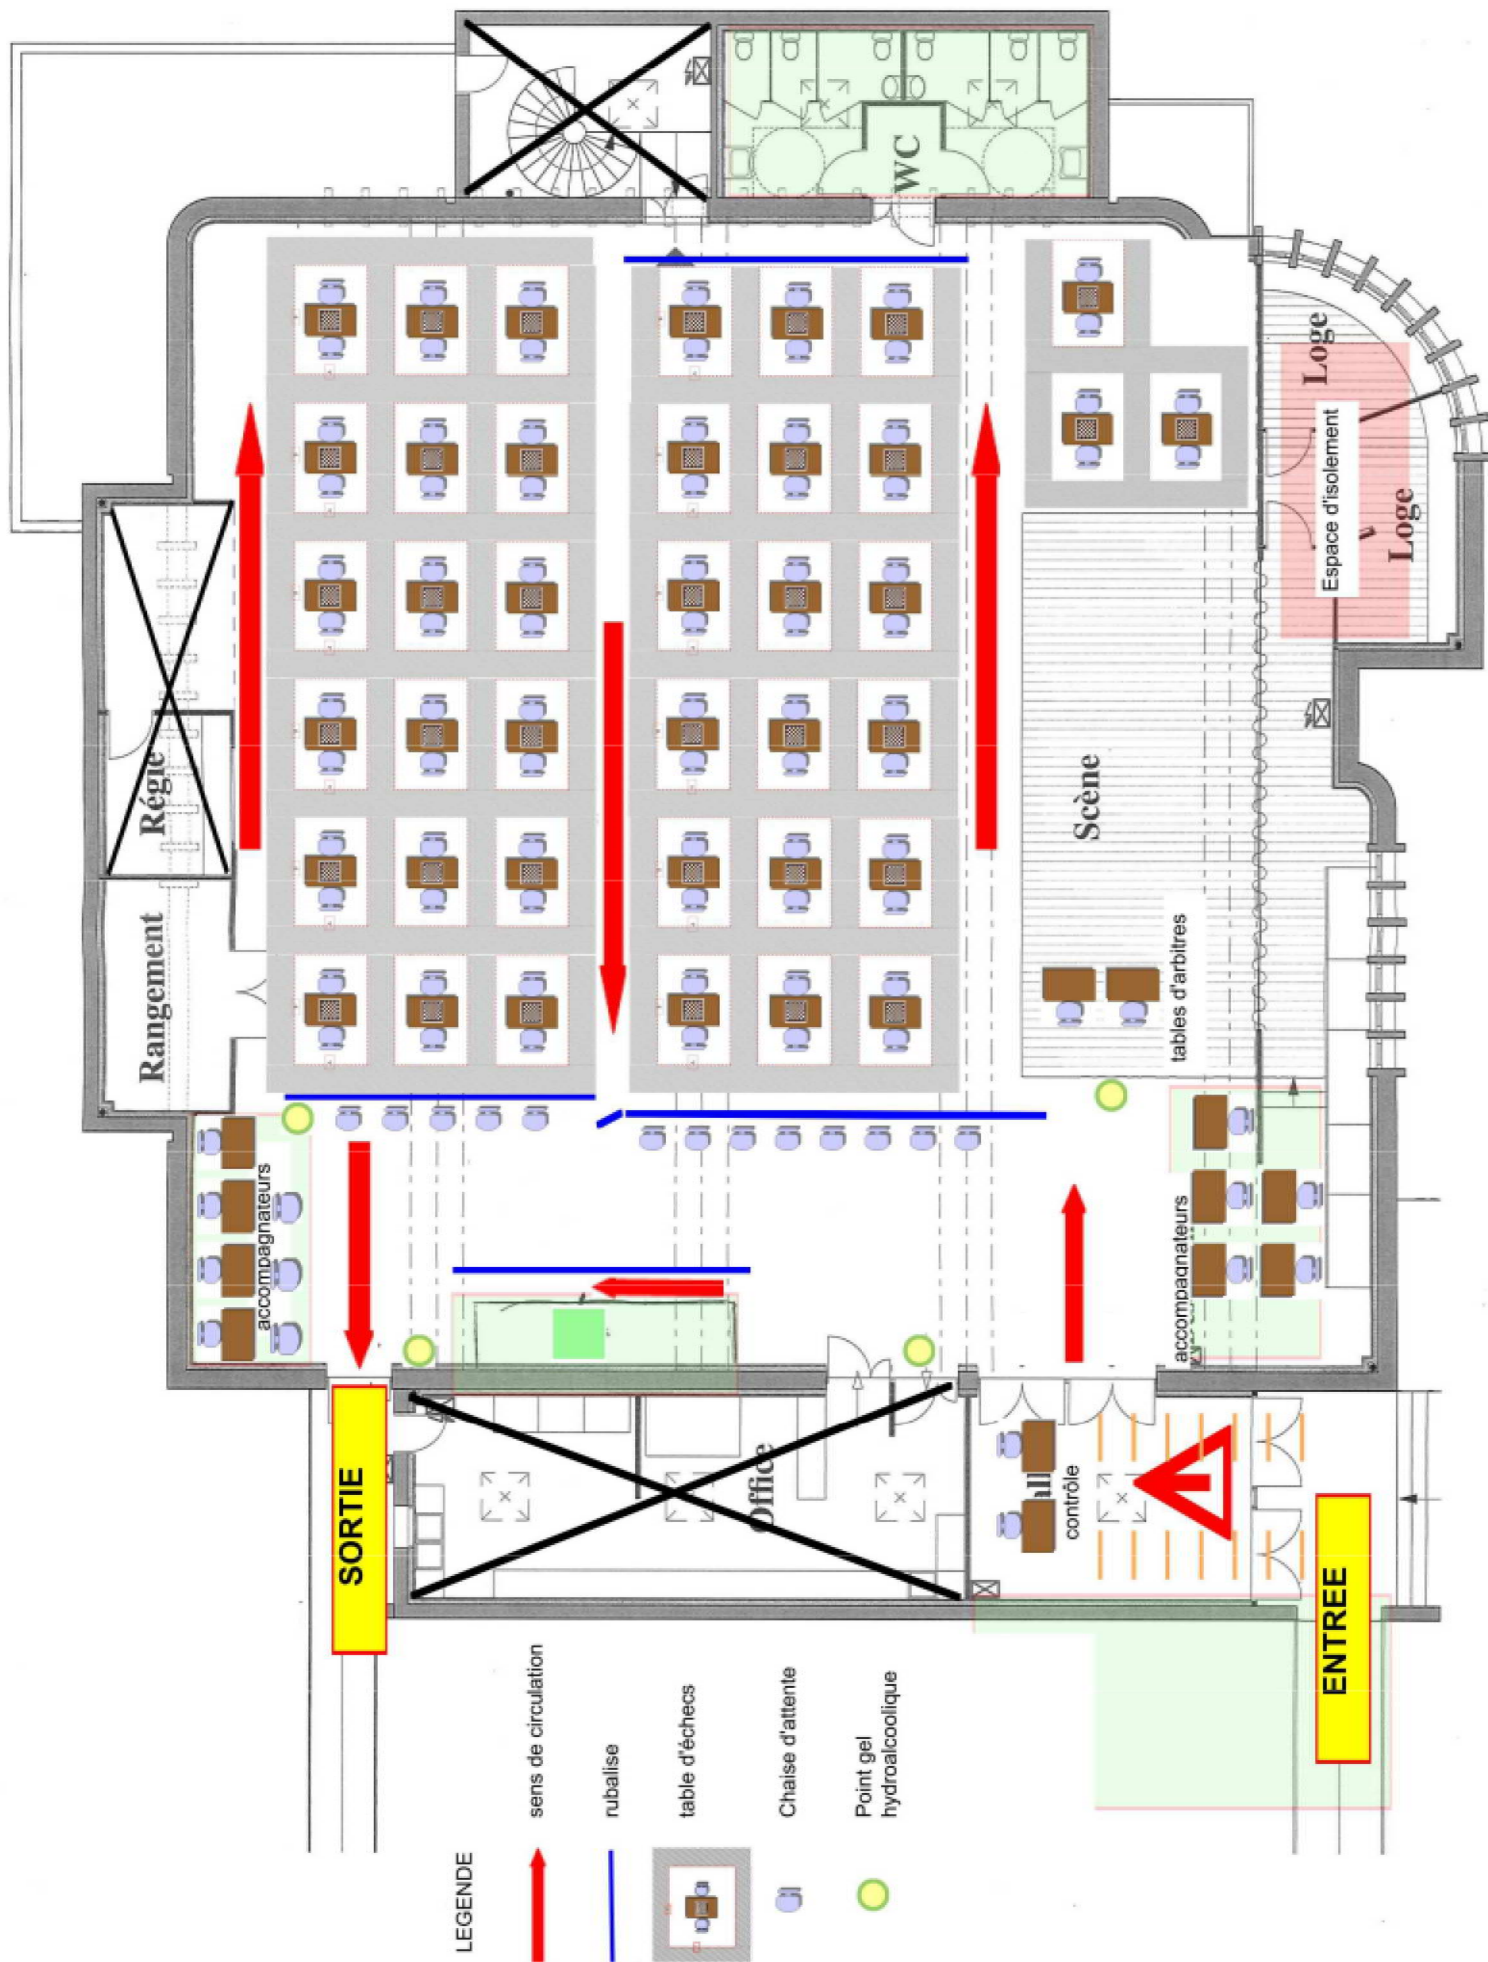 WC
Loge
Loge
Espace d'isolement
Régie
Rangement
Scène
tables d'arbitres
accompagnateurs
accompagnateurs
SORTIE
Office
contrôle
ENTREE
LEGENDE
sens de circulation
rubalise
table d'échecs
Chaise d'attente
Point gel
hydroalcoolique